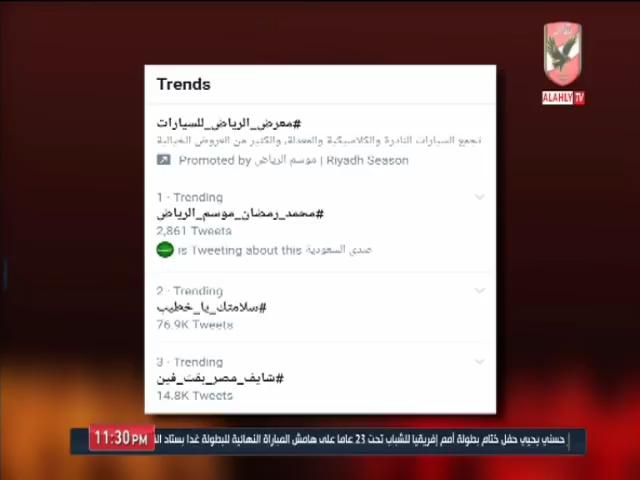 ALAHLY TV
Trends
#معرض_الرياض_للسيارات
تجمع السيارات النادرة والكلاسيكية والمعدلة، والكثير من العروض الخيالية
Promoted by موسم الرياض | Riyadh Season
1 · Trending
#محمد_رمضان_موسم_الرياض
2,861 Tweets
صدى السعودية is Tweeting about this
2 · Trending
#سلامتك_يا_خطيب
76.9K Tweets
3 · Trending
#شايف_مصر_بقت_فين
14.8K Tweets
11:30 PM
حسني يحيي حفل ختام بطولة أمم إفريقيا للشباب تحت 23 عاما على هامش المباراة النهائية للبطولة غدا بستاد